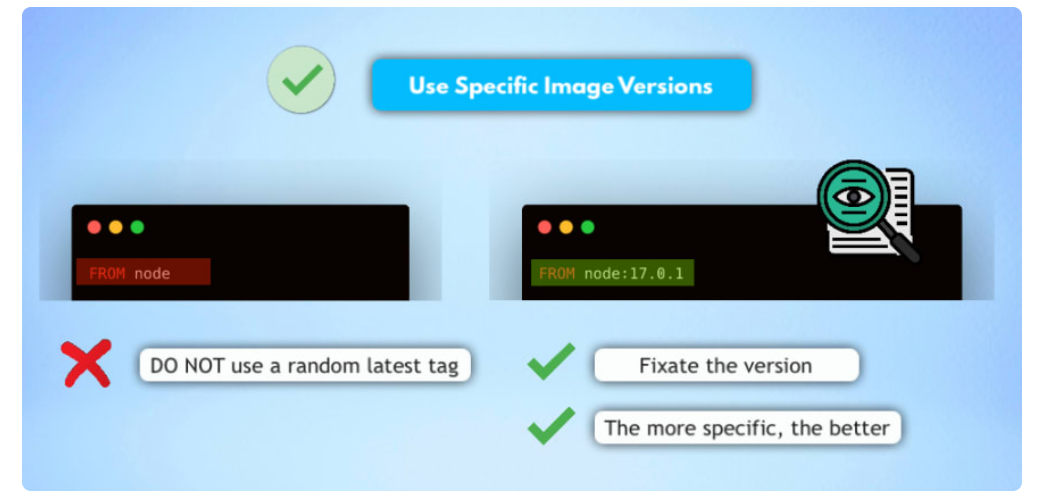 Use Specific Image Versions
FROM node
FROM node:17.0.1
DO NOT use a random latest tag
Fixate the version
The more specific, the better